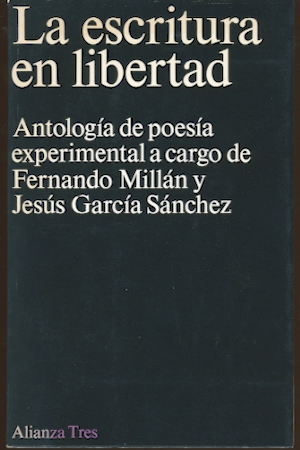 La escritura
en libertad
Antología de poesía
experimental a cargo de
Fernando Millán y
Jesús García Sánchez
Alianza Tres